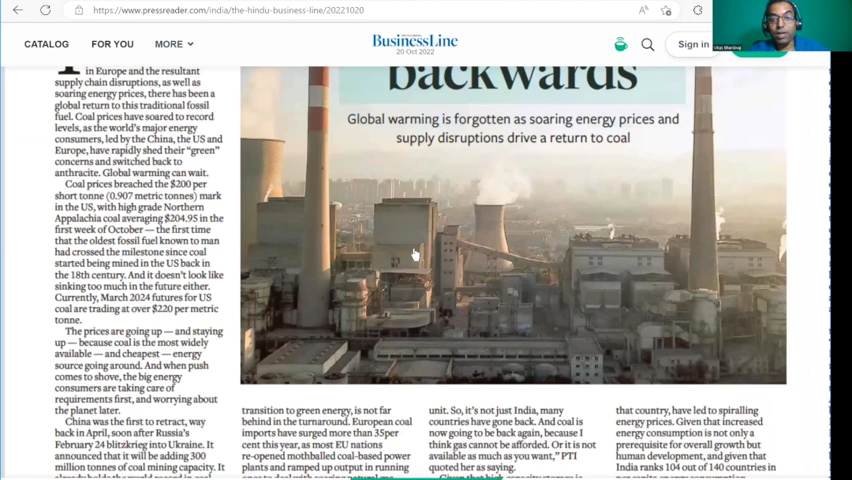 https://www.pressreader.com/india/the-hindu-business-line/20221020
CATALOG
FOR YOU
MORE
BusinessLine
20 Oct 2022
Sign in
in Europe and the resultant
supply chain disruptions, as well as
soaring energy prices, there has been a
global return to this traditional fossil
fuel. Coal prices have soared to record
levels, as the world's major energy
consumers, led by the China, the US and
Europe, have rapidly shed their "green"
concerns and switched back to
anthracite. Global warming can wait.
Coal prices breached the $200 per
short tonne (0.907 metric tonnes) mark
in the US, with high grade Northern
Appalachia coal averaging $204.95 in the
first week of October — the first time
that the oldest fossil fuel known to man
had crossed the milestone since coal
started being mined in the US back in
the 18th century. And it doesn't look like
sinking too much in the future either.
Currently, March 2024 futures for US
coal are trading at over $220 per metric
tonne.
The prices are going up — and staying
up — because coal is the most widely
available — and cheapest — energy
source going around. And when push
comes to shove, the big energy
consumers are taking care of
requirements first, and worrying about
the planet later.
China was the first to retract, way
back in April, soon after Russia's
February 24 blitzkrieg into Ukraine. It
announced that it will be adding 300
million tonnes of coal mining capacity. It
backwards
Global warming is forgotten as soaring energy prices and
supply disruptions drive a return to coal
transition to green energy, is not far
behind in the turnaround. European coal
imports have surged more than 35per
cent this year, as most EU nations
re-opened mothballed coal-based power
plants and ramped up output in running
unit. So, it's not just India, many
countries have gone back. And coal is
now going to be back again, because I
think gas cannot be afforded. Or it is not
available as much as you want," PTI
quoted her as saying.
that country, have led to spiralling
energy prices. Given that increased
energy consumption is not only a
prerequisite for overall growth but
human development, and given that
India ranks 104 out of 140 countries in